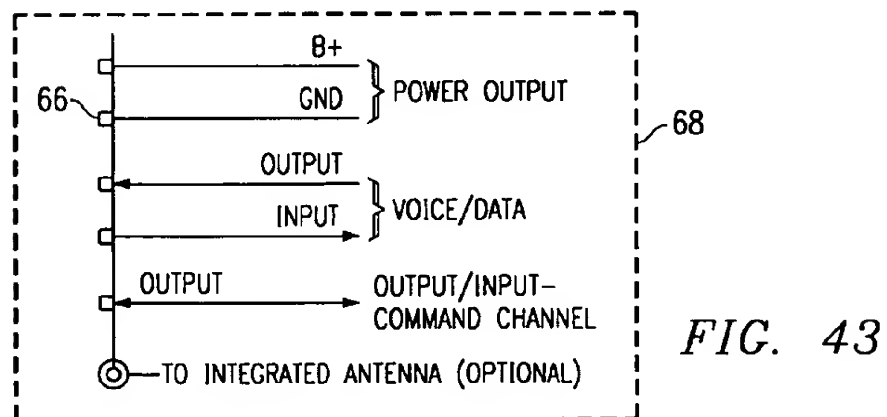 B+
66
GND
POWER OUTPUT
68
OUTPUT
VOICE/DATA
INPUT
OUTPUT
OUTPUT/INPUT-
COMMAND CHANNEL
TO INTEGRATED ANTENNA (OPTIONAL)
FIG. 43